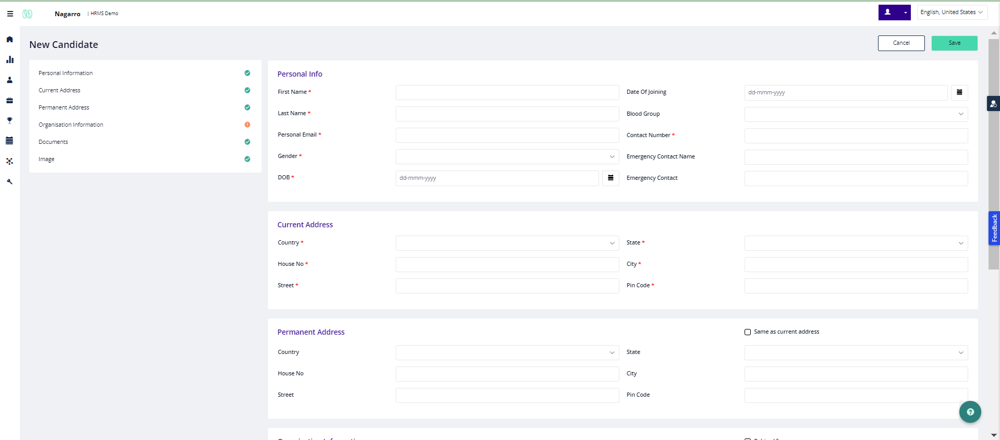 Nagarro | HRMS Demo
English, United States
New Candidate
Cancel
Save
Personal Information
Current Address
Permanent Address
Organisation Information
Documents
Image
Personal Info
First Name *
Date Of Joining
dd-mmm-yyyy
Last Name *
Blood Group
Personal Email *
Contact Number *
Gender *
Emergency Contact Name
DOB *
dd-mmm-yyyy
Emergency Contact
Feedback
Current Address
Country *
State *
House No *
City *
Street *
Pin Code *
Permanent Address
Same as current address
Country
State
House No
City
Street
Pin Code